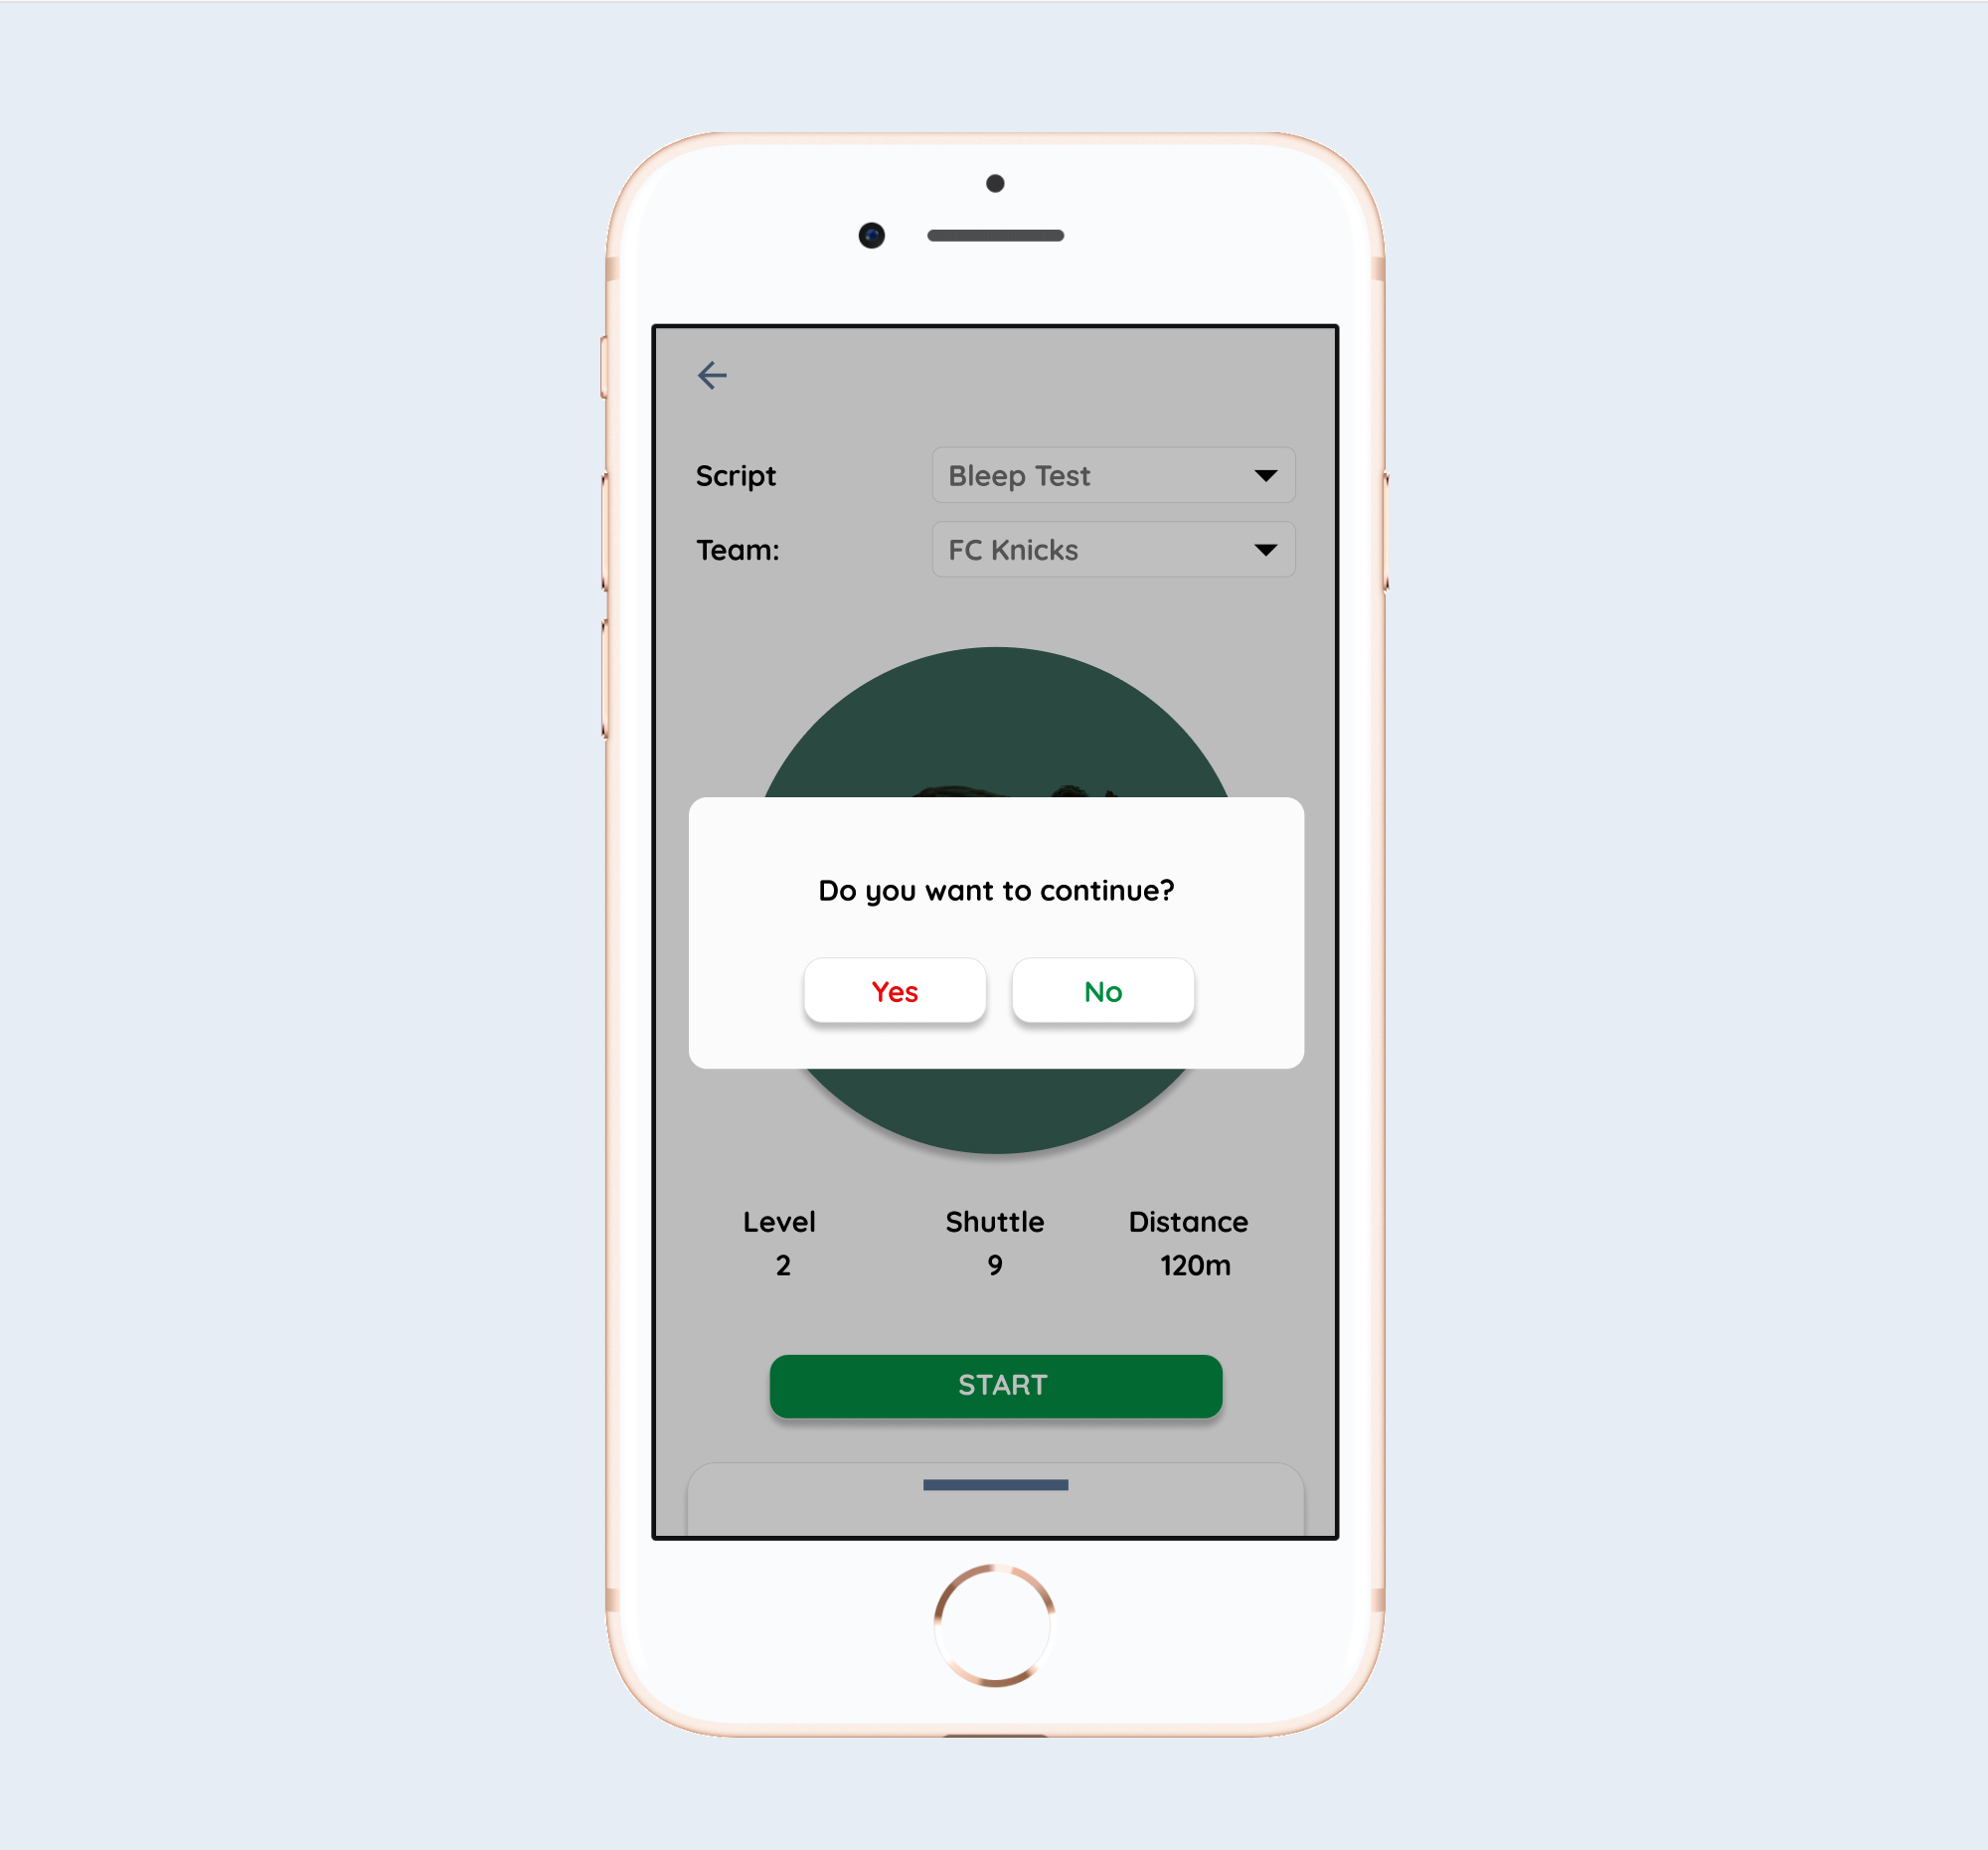 Script
Bleep Test
Team:
FC Knicks
Do you want to continue?
Yes
No
Level
Shuttle
Distance
2
9
120m
START